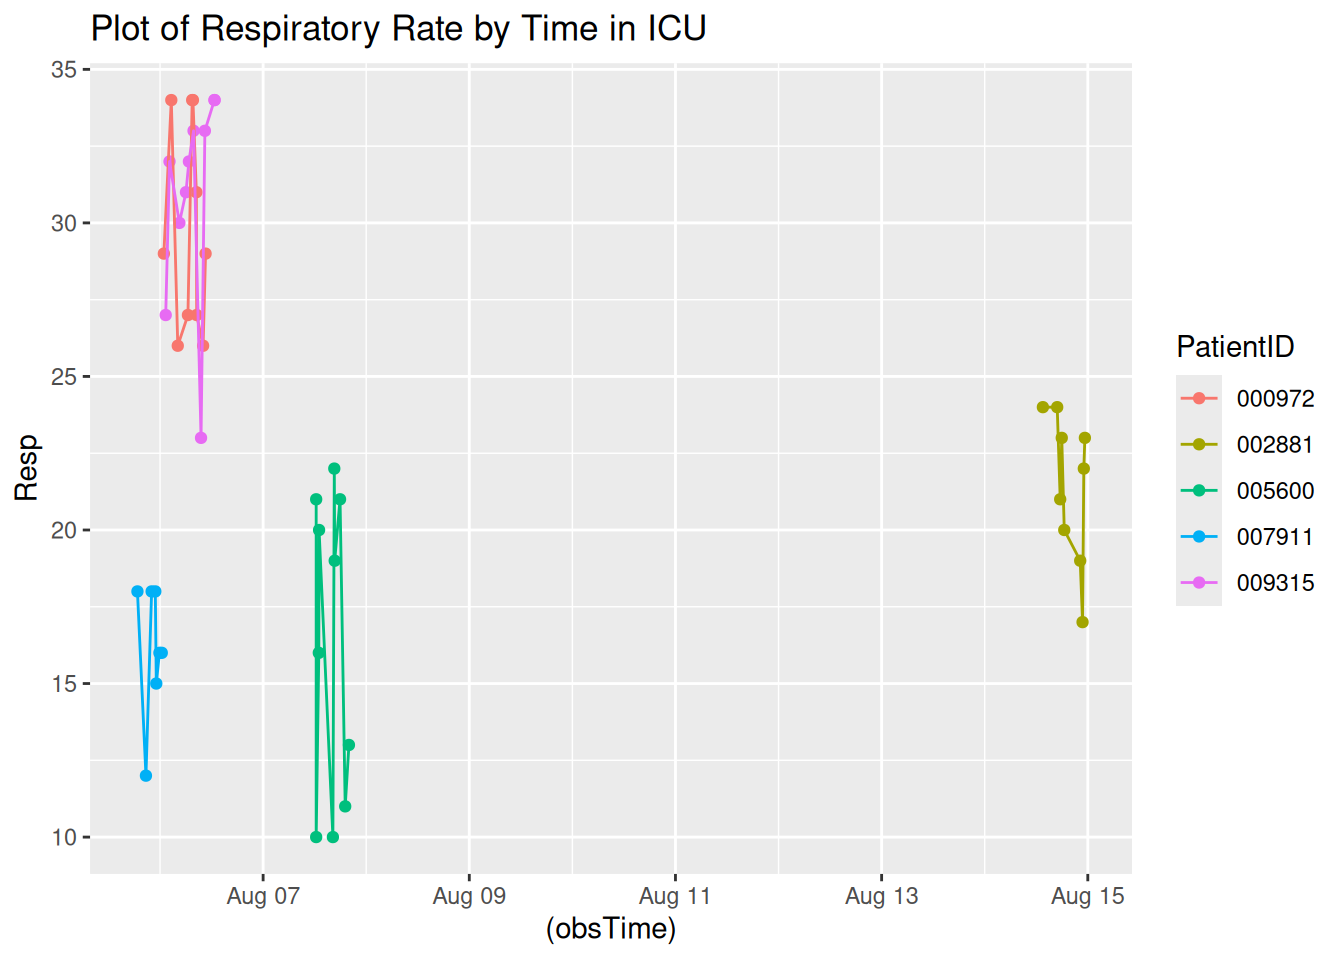 Plot of Respiratory Rate by Time in ICU
35
30
25
20
15
10
Resp
Aug 07 Aug 09 Aug 11 Aug 13 Aug 15
(obsTime)
PatientID
000972
002881
005600
007911
009315